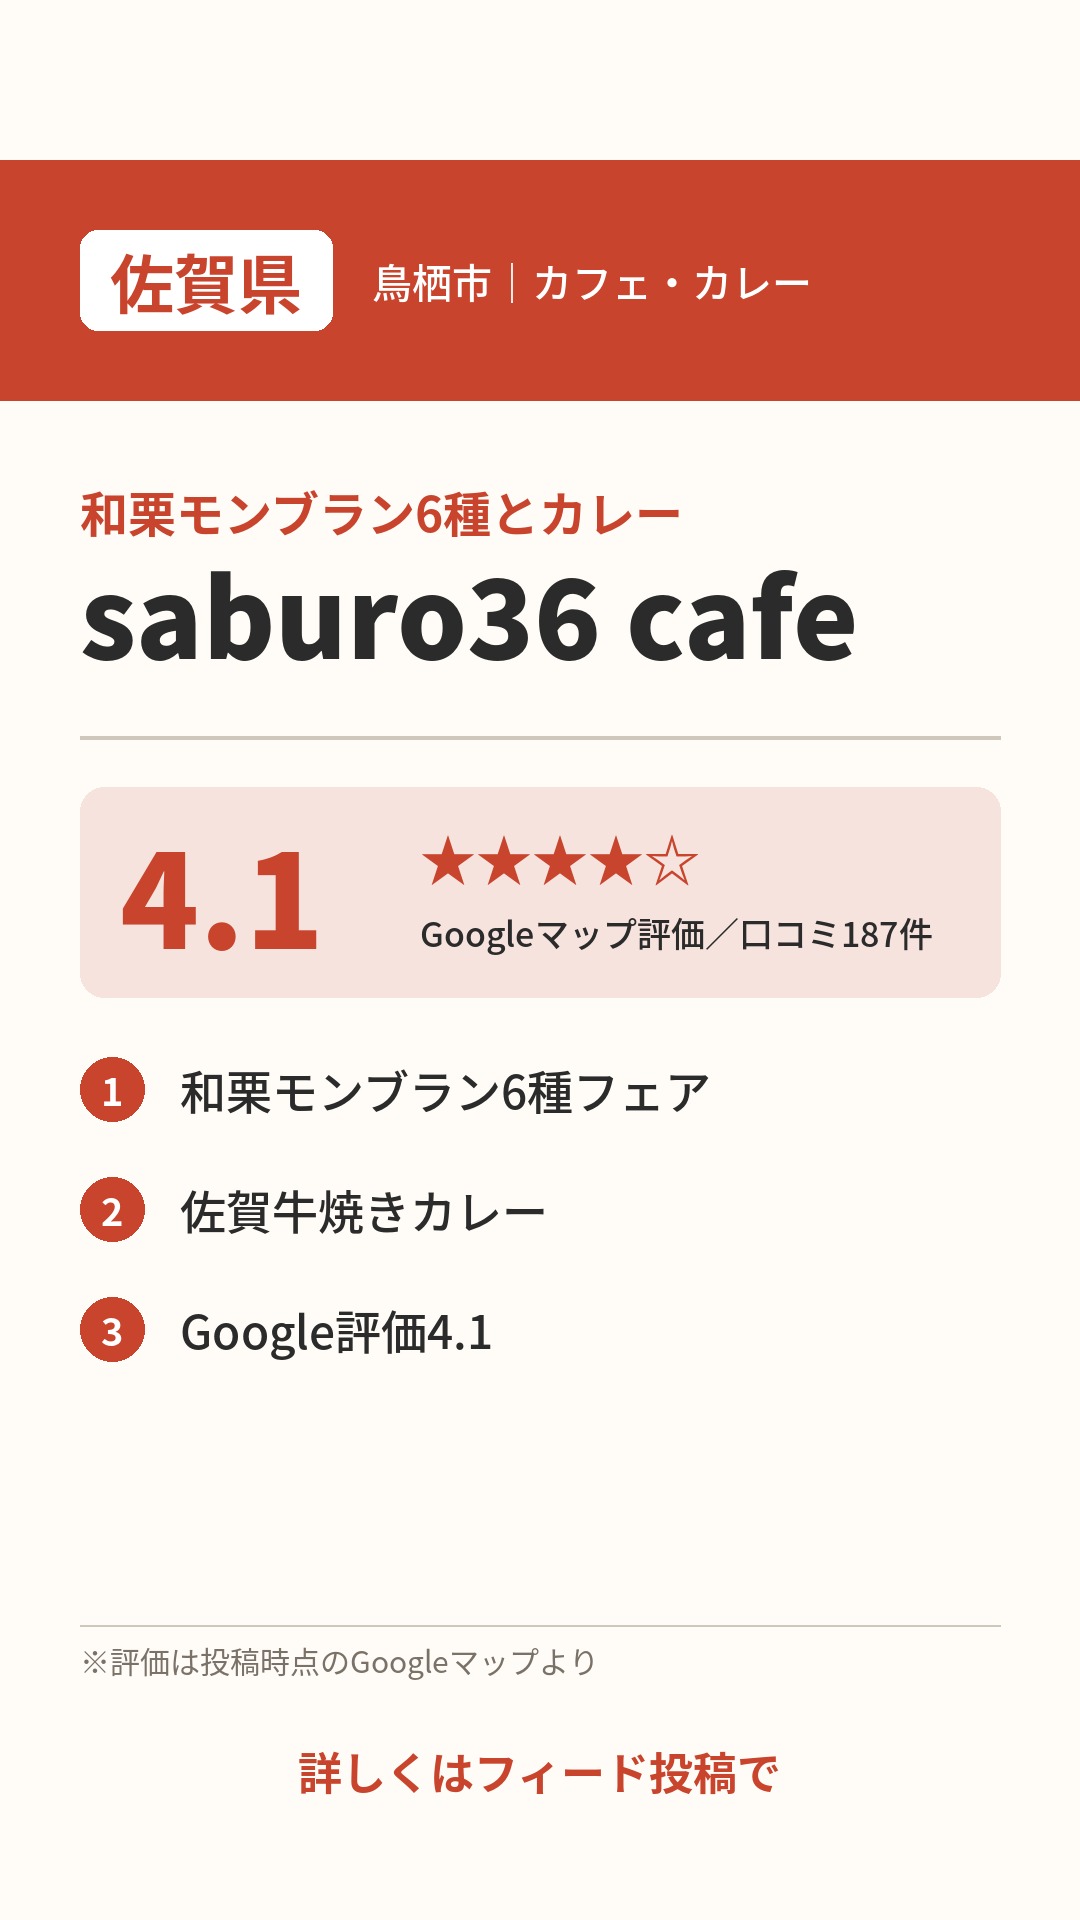 佐賀県
鳥栖市｜カフェ・カレー
和栗モンブラン6種とカレー
saburo36 cafe
4.1
★★★★☆
Googleマップ評価／口コミ187件
1 和栗モンブラン6種フェア
2 佐賀牛焼きカレー
3 Google評価4.1
※評価は投稿時点のGoogleマップより
詳しくはフィード投稿で